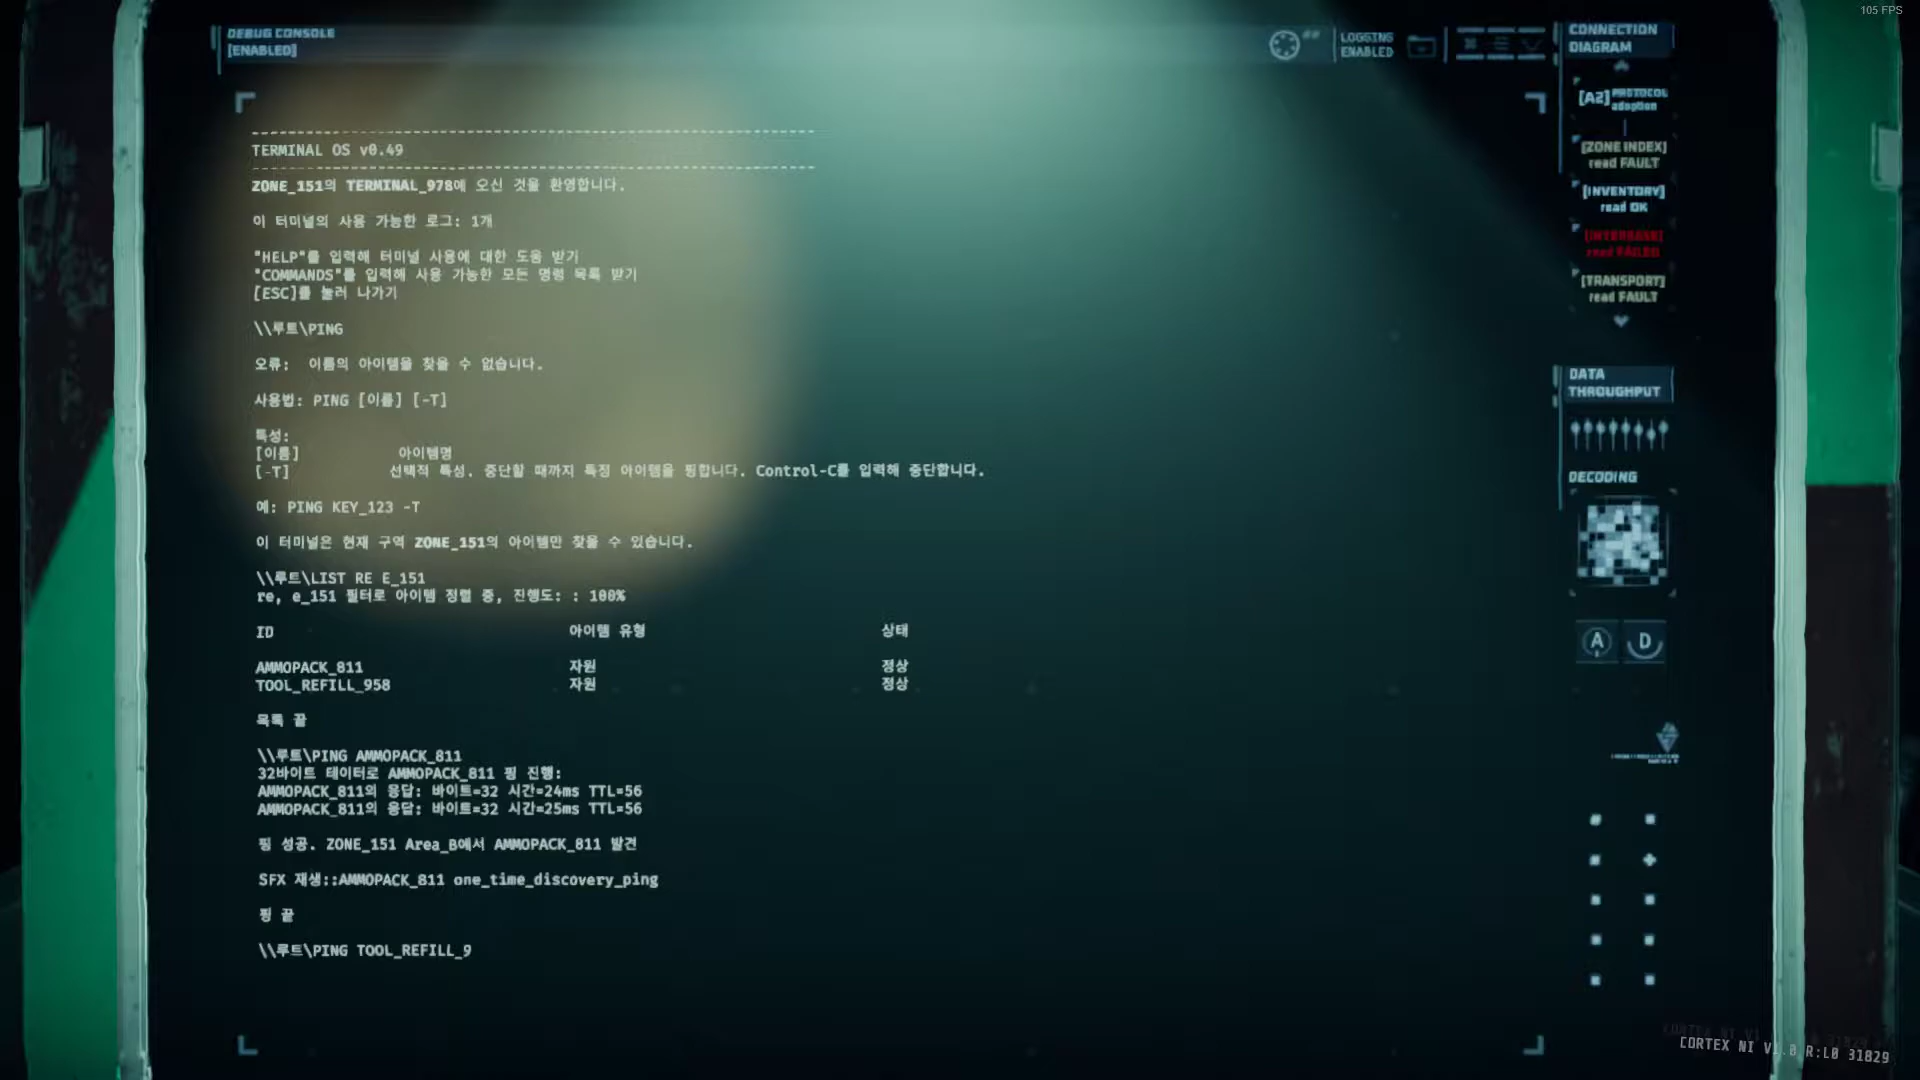 105 FPS
DEBUG CONSOLE
[ENABLED]
LOGGING
ENABLED
CONNECTION
DIAGRAM
[A2] PROTOCOL
adaption
[ZONE INDEX]
read FAULT
[INVENTORY]
read OK
read FAILED
[TRANSPORT]
read FAULT
DATA
THROUGHPUT
DECODING
A D
TERMINAL OS v0.49
ZONE_151의 TERMINAL_978에 오신 것을 환영합니다.
이 터미널의 사용 가능한 로그: 1개
"HELP"를 입력해 터미널 사용에 대한 도움 받기
"COMMANDS"를 입력해 사용 가능한 모든 명령 목록 받기
[ESC]를 눌러 나가기
\\루트\PING
오류:  이름의 아이템을 찾을 수 없습니다.
사용법: PING [이름] [-T]
특성:
[이름] 아이템명
[-T] 선택적 특성. 중단할 때까지 특정 아이템을 핑합니다. Control-C를 입력해 중단합니다.
예: PING KEY_123 -T
이 터미널은 현재 구역 ZONE_151의 아이템만 찾을 수 있습니다.
\\루트\LIST RE E_151
re, e_151 필터로 아이템 정렬 중, 진행도: : 100%
ID 아이템 유형 상태
AMMOPACK_811 자원 정상
TOOL_REFILL_958 자원 정상
목록 끝
\\루트\PING AMMOPACK_811
32바이트 테이터로 AMMOPACK_811 핑 진행:
AMMOPACK_811의 응답: 바이트=32 시간=24ms TTL=56
AMMOPACK_811의 응답: 바이트=32 시간=25ms TTL=56
핑 성공. ZONE_151 Area_B에서 AMMOPACK_811 발견
SFX 재생::AMMOPACK_811 one_time_discovery_ping
핑 끝
\\루트\PING TOOL_REFILL_9
CORTEX NI V1.0 R:L0 31829